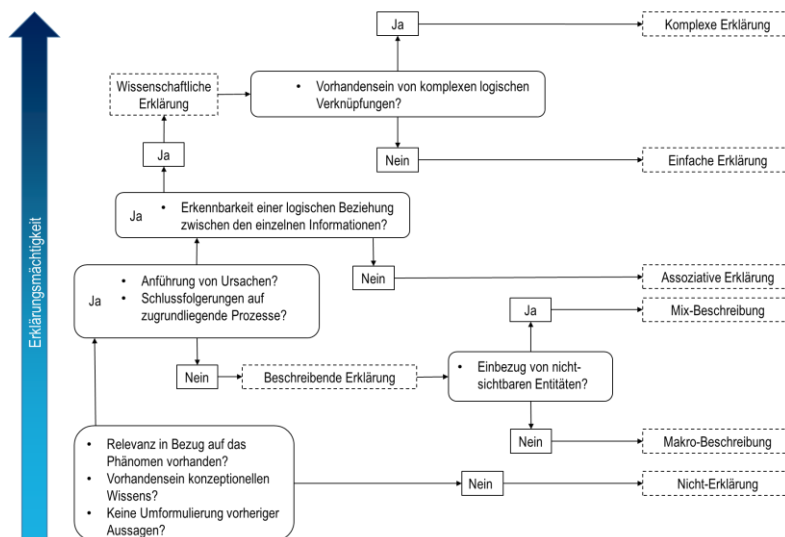 Ja
Komplexe Erklärung
Wissenschaftliche
Erklärung
• Vorhandensein von komplexen logischen
Verknüpfungen?
Ja
Nein
Einfache Erklärung
Ja
• Erkennbarkeit einer logischen Beziehung
zwischen den einzelnen Informationen?
Nein
Assoziative Erklärung
Ja
• Anführung von Ursachen?
• Schlussfolgerungen auf
zugrundliegende Prozesse?
Ja
Mix-Beschreibung
Nein
Beschreibende Erklärung
• Einbezug von nicht-
sichtbaren Entitäten?
Nein
Makro-Beschreibung
• Relevanz in Bezug auf das
Phänomen vorhanden?
• Vorhandensein konzeptionellen
Wissens?
• Keine Umformulierung vorheriger
Aussagen?
Nein
Nicht-Erklärung
Erklärungsmächtigkeit